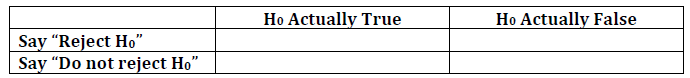 H₀ Actually True H₀ Actually False
Say “Reject H₀”
Say “Do not reject H₀”